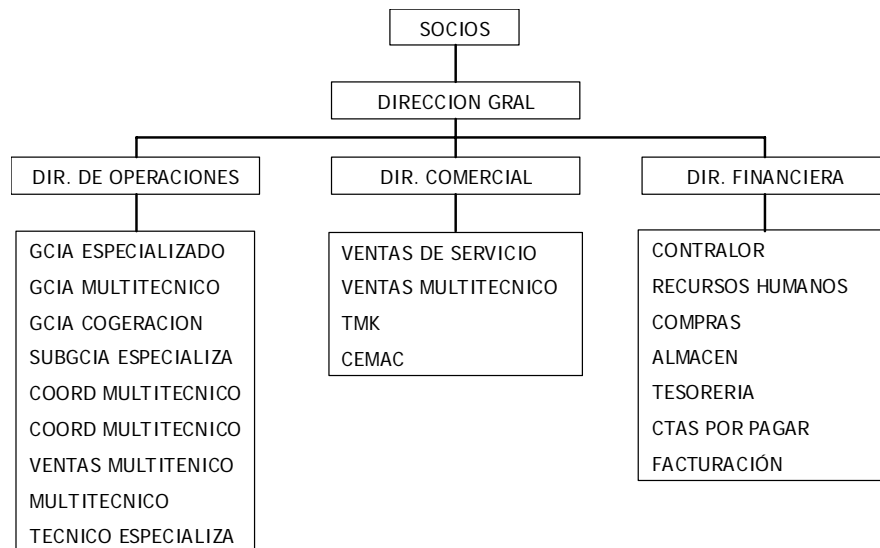 SOCIOS
DIRECCION GRAL
DIR. DE OPERACIONES
DIR. COMERCIAL
DIR. FINANCIERA
GCIA ESPECIALIZADO
GCIA MULTITECNICO
GCIA COGERACION
SUBGCIA ESPECIALIZA
COORD MULTITECNICO
COORD MULTITECNICO
VENTAS MULTITENICO
MULTITECNICO
TECNICO ESPECIALIZA
VENTAS DE SERVICIO
VENTAS MULTITECNICO
TMK
CEMAC
CONTRALOR
RECURSOS HUMANOS
COMPRAS
ALMACEN
TESORERIA
CTAS POR PAGAR
FACTURACIÓN